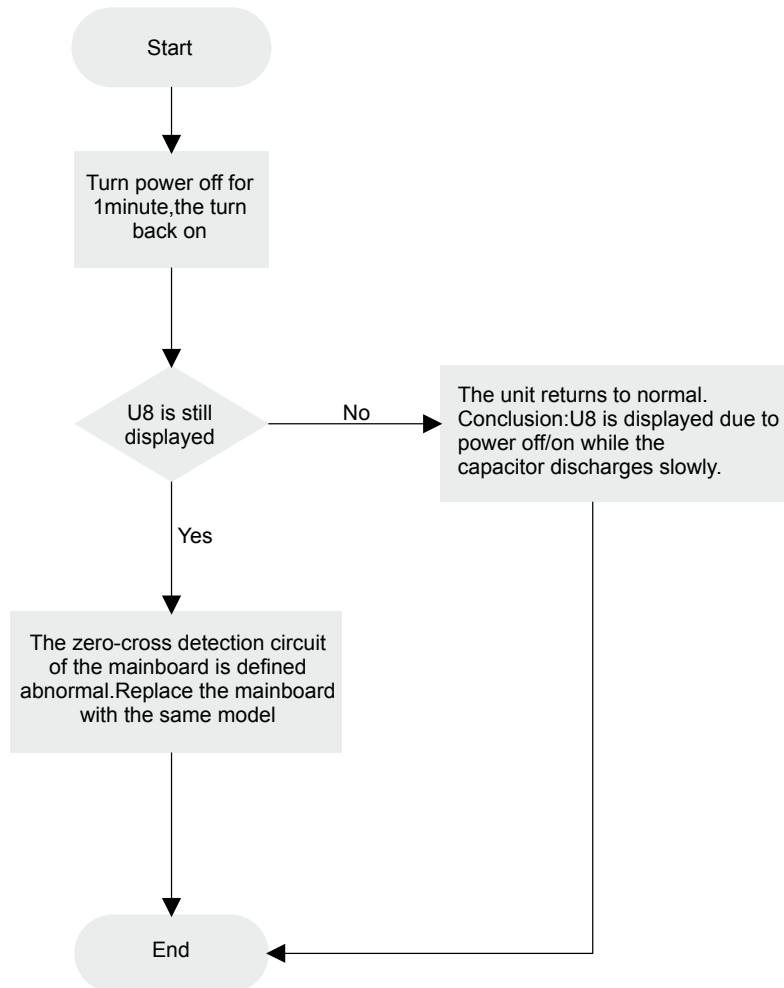 Start
Turn power off for
1minute,the turn
back on
U8 is still
displayed
No
The unit returns to normal.
Conclusion:U8 is displayed due to
power off/on while the
capacitor discharges slowly.
Yes
The zero-cross detection circuit
of the mainboard is defined
abnormal.Replace the mainboard
with the same model
End